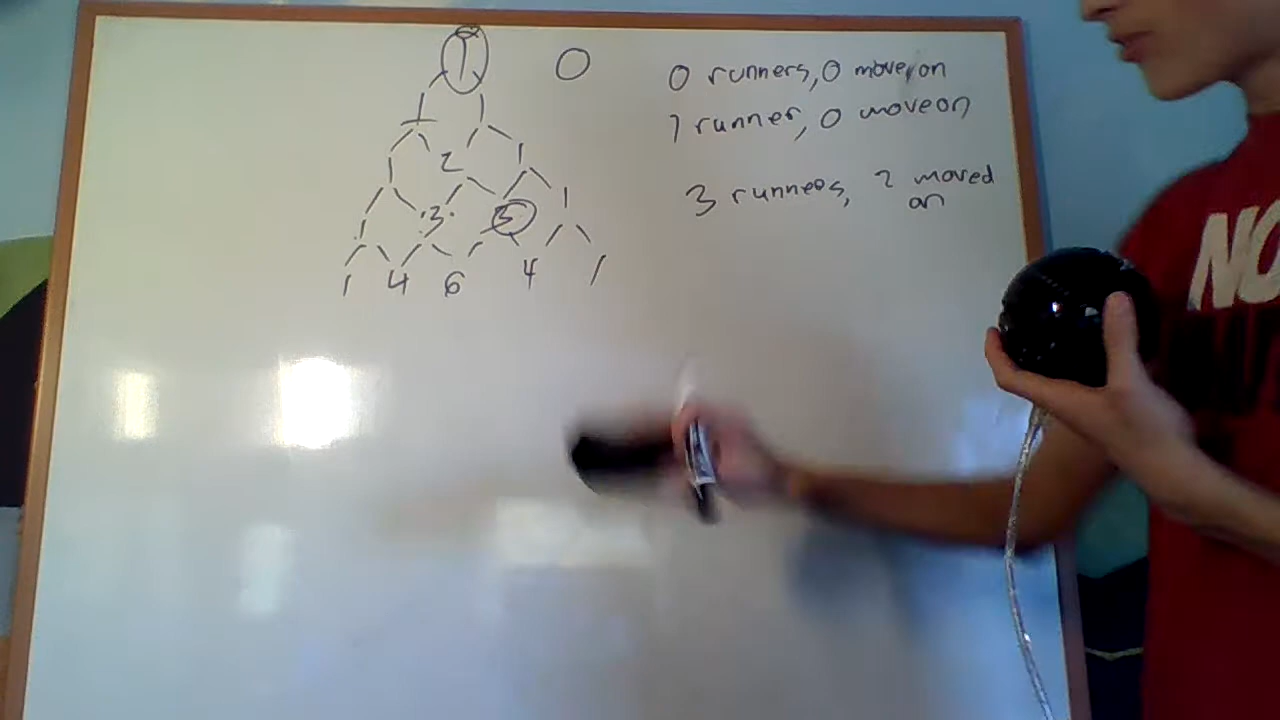 1 0
1 1
1 2 1
1 3 3 1
1 4 6 4 1
0 runners, 0 move on
1 runner, 0 move on
3 runners, 2 moved
on
NO